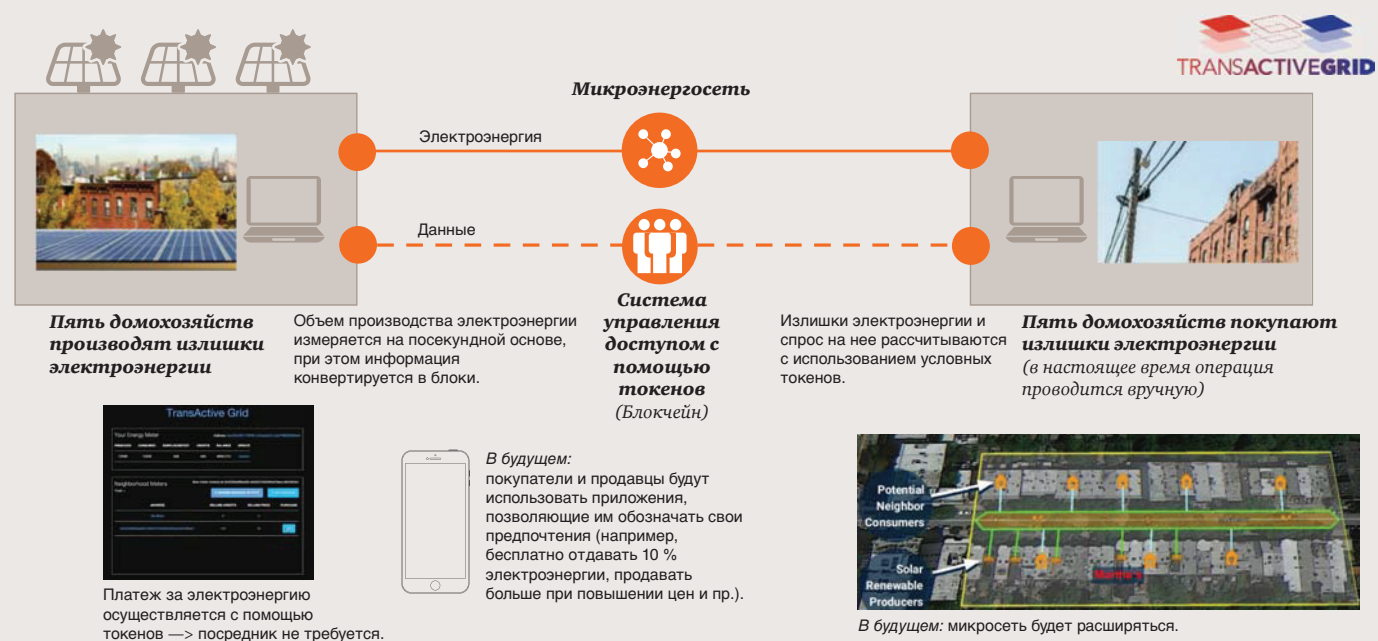 TRANSACTIVEGRID
Микроэнергосеть
Электроэнергия
Данные
Пять домохозяйств
производят излишки
электроэнергии
Объем производства электроэнергии
измеряется на посекундной основе,
при этом информация
конвертируется в блоки.
Система
управления
доступом с
помощью
токенов
(Блокчейн)
Излишки электроэнергии и
спрос на нее рассчитываются
с использованием условных
токенов.
Пять домохозяйств покупают
излишки электроэнергии
(в настоящее время операция
проводится вручную)
TransActive Grid
Your Energy Meter
Neighborhood Meters
Платеж за электроэнергию
осуществляется с помощью
токенов —> посредник не требуется.
В будущем:
покупатели и продавцы будут
использовать приложения,
позволяющие им обозначать свои
предпочтения (например,
бесплатно отдавать 10 %
электроэнергии, продавать
больше при повышении цен и пр.).
Potential
Neighbor
Consumers
Solar
Renewable
Producers
В будущем: микросеть будет расширяться.